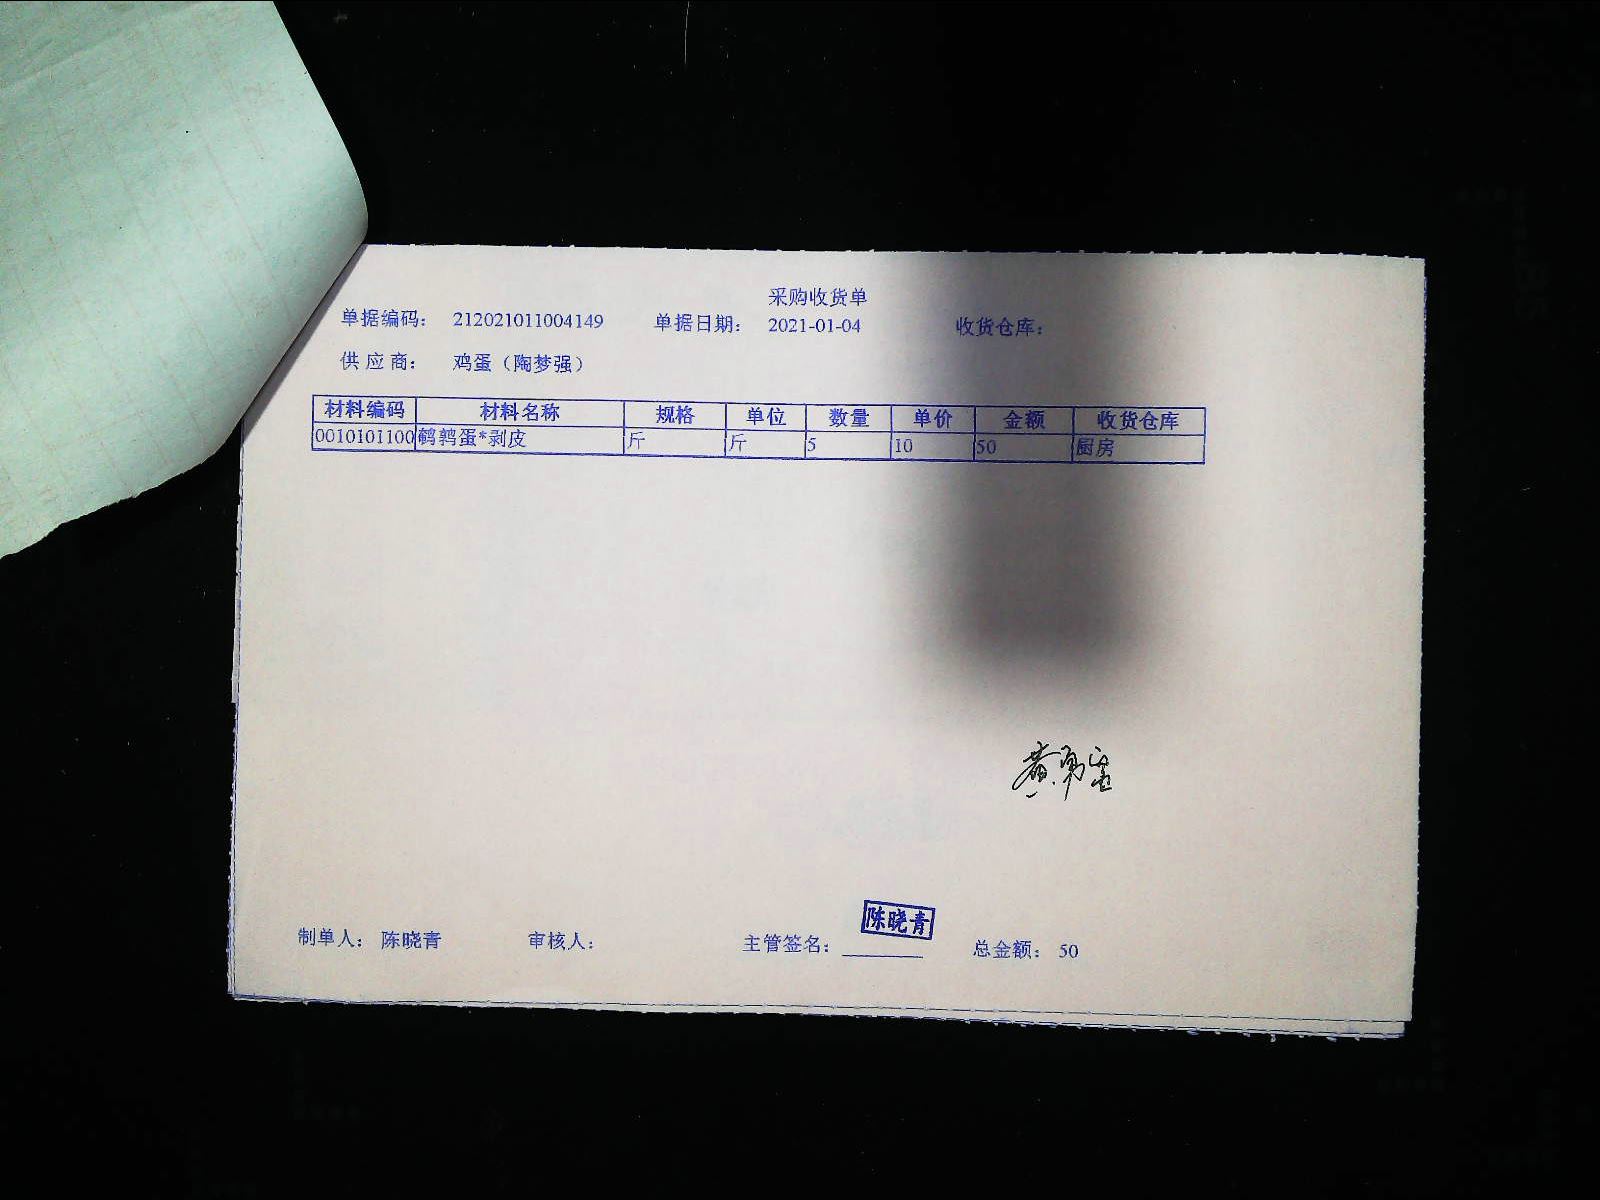 采购收货单
单据编码： 212021011004149 单据日期： 2021-01-04 收货仓库：
供 应 商： 鸡蛋（陶梦强）
材料编码 材料名称 规格 单位 数量 单价 金额 收货仓库
0010101100 鹌鹑蛋*剥皮 斤 斤 5 10 50 厨房
陈晓青
制单人： 陈晓青 审核人： 主管签名： 总金额： 50